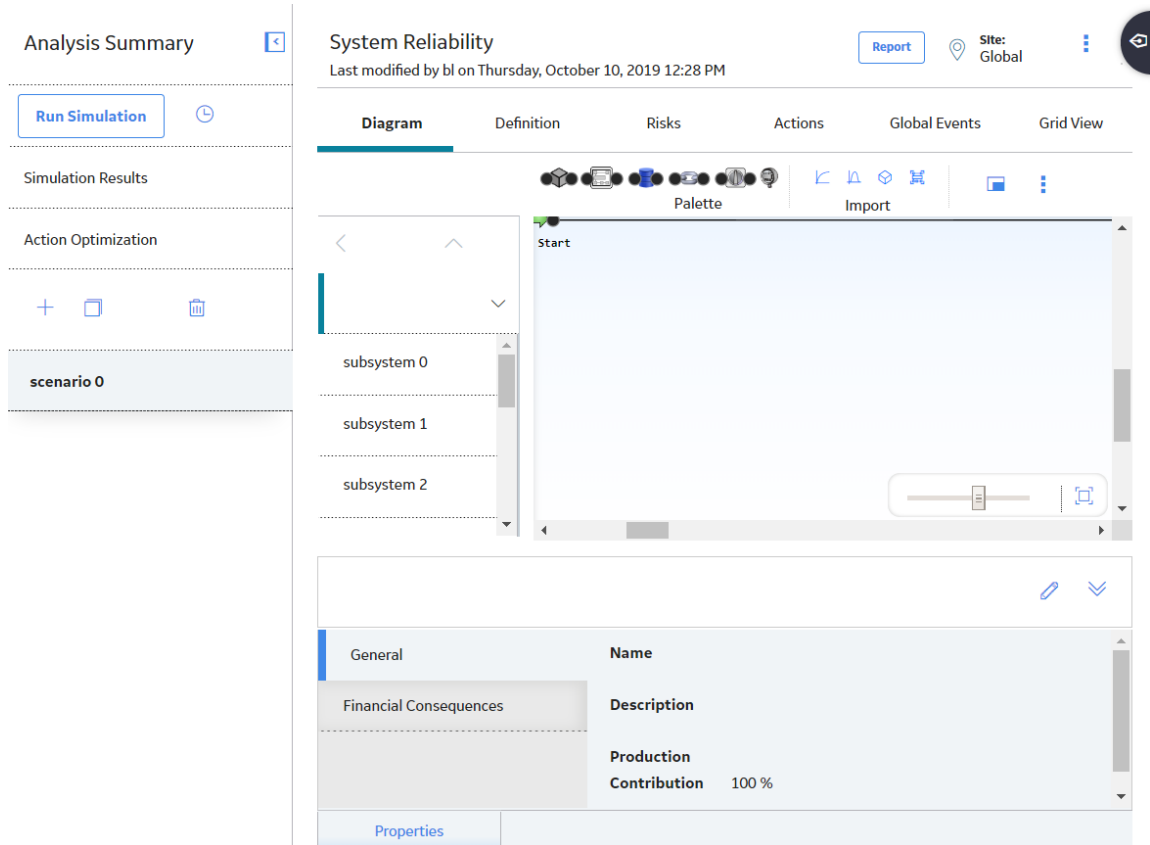 Analysis Summary
Run Simulation
Simulation Results
Action Optimization
scenario 0
System Reliability
Last modified by bl on Thursday, October 10, 2019 12:28 PM
Report
Site:
Global
Diagram
Definition
Risks
Actions
Global Events
Grid View
Palette
Import
Start
subsystem 0
subsystem 1
subsystem 2
General
Financial Consequences
Name
Description
Production
Contribution 100 %
Properties